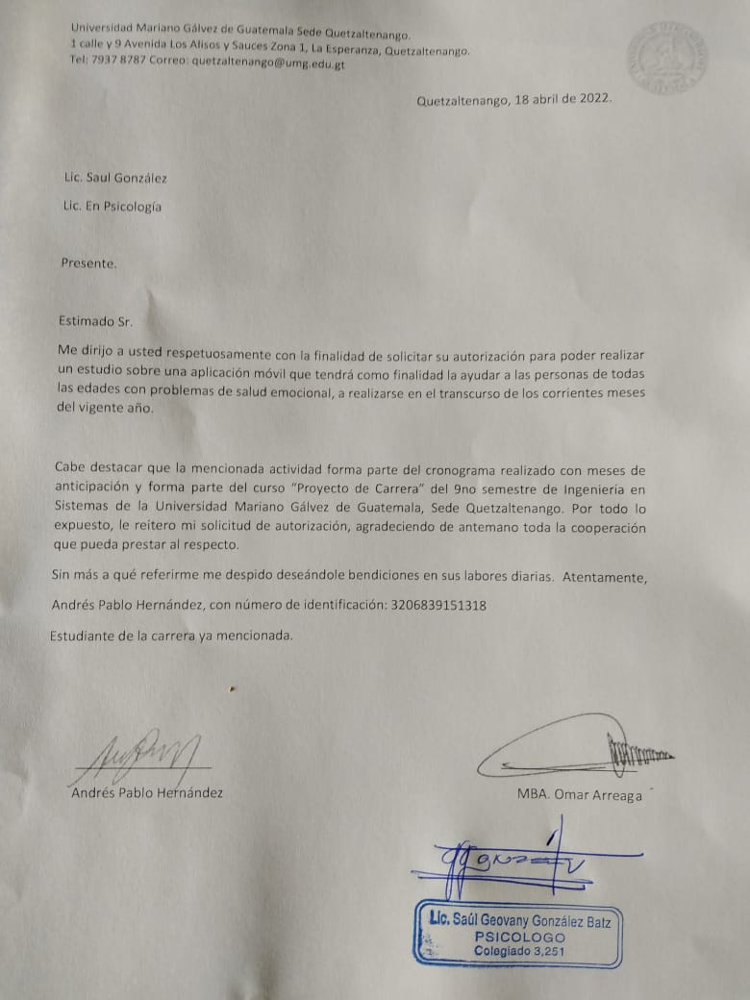 Universidad Mariano Gálvez de Guatemala Sede Quetzaltenango.
1 calle y 9 Avenida Los Alisos y Sauces Zona 1, La Esperanza, Quetzaltenango.
Tel: 7937 8787 Correo: quetzaltenango@umg.edu.gt
Quetzaltenango, 18 abril de 2022.
Lic. Saul González
Lic. En Psicología
Presente.
Estimado Sr.
Me dirijo a usted respetuosamente con la finalidad de solicitar su autorización para poder realizar
un estudio sobre una aplicación móvil que tendrá como finalidad la ayudar a las personas de todas
las edades con problemas de salud emocional, a realizarse en el transcurso de los corrientes meses
del vigente año.
Cabe destacar que la mencionada actividad forma parte del cronograma realizado con meses de
anticipación y forma parte del curso “Proyecto de Carrera” del 9no semestre de Ingeniería en
Sistemas de la Universidad Mariano Gálvez de Guatemala, Sede Quetzaltenango. Por todo lo
expuesto, le reitero mi solicitud de autorización, agradeciendo de antemano toda la cooperación
que pueda prestar al respecto.
Sin más a qué referirme me despido deseándole bendiciones en sus labores diarias. Atentamente,
Andrés Pablo Hernández, con número de identificación: 3206839151318
Estudiante de la carrera ya mencionada.
Andrés Pablo Hernández
MBA. Omar Arreaga
Lic. Saúl Geovany González Batz
PSICOLOGO
Colegiado 3,251